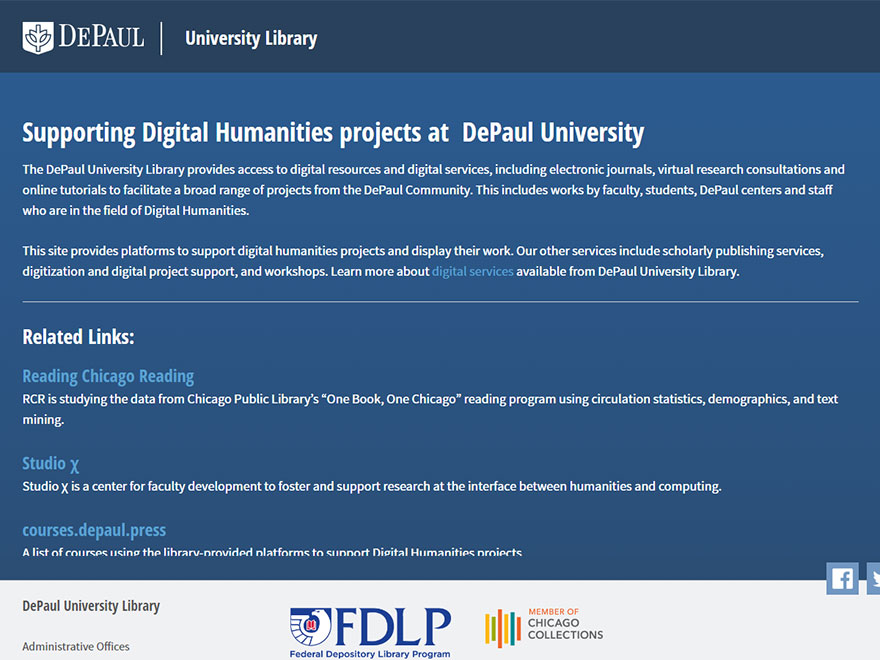 DEPAUL
University Library
Supporting Digital Humanities projects at DePaul University
The DePaul University Library provides access to digital resources and digital services, including electronic journals, virtual research consultations and
online tutorials to facilitate a broad range of projects from the DePaul Community. This includes works by faculty, students, DePaul centers and staff
who are in the field of Digital Humanities.
This site provides platforms to support digital humanities projects and display their work. Our other services include scholarly publishing services,
digitization and digital project support, and workshops. Learn more about digital services available from DePaul University Library.
Related Links:
Reading Chicago Reading
RCR is studying the data from Chicago Public Library’s “One Book, One Chicago” reading program using circulation statistics, demographics, and text
mining.
Studio χ
Studio χ is a center for faculty development to foster and support research at the interface between humanities and computing.
courses.depaul.press
A list of courses using the library-provided platforms to support Digital Humanities projects
DePaul University Library
Administrative Offices
FDLP
Federal Depository Library Program
MEMBER OF
CHICAGO
COLLECTIONS